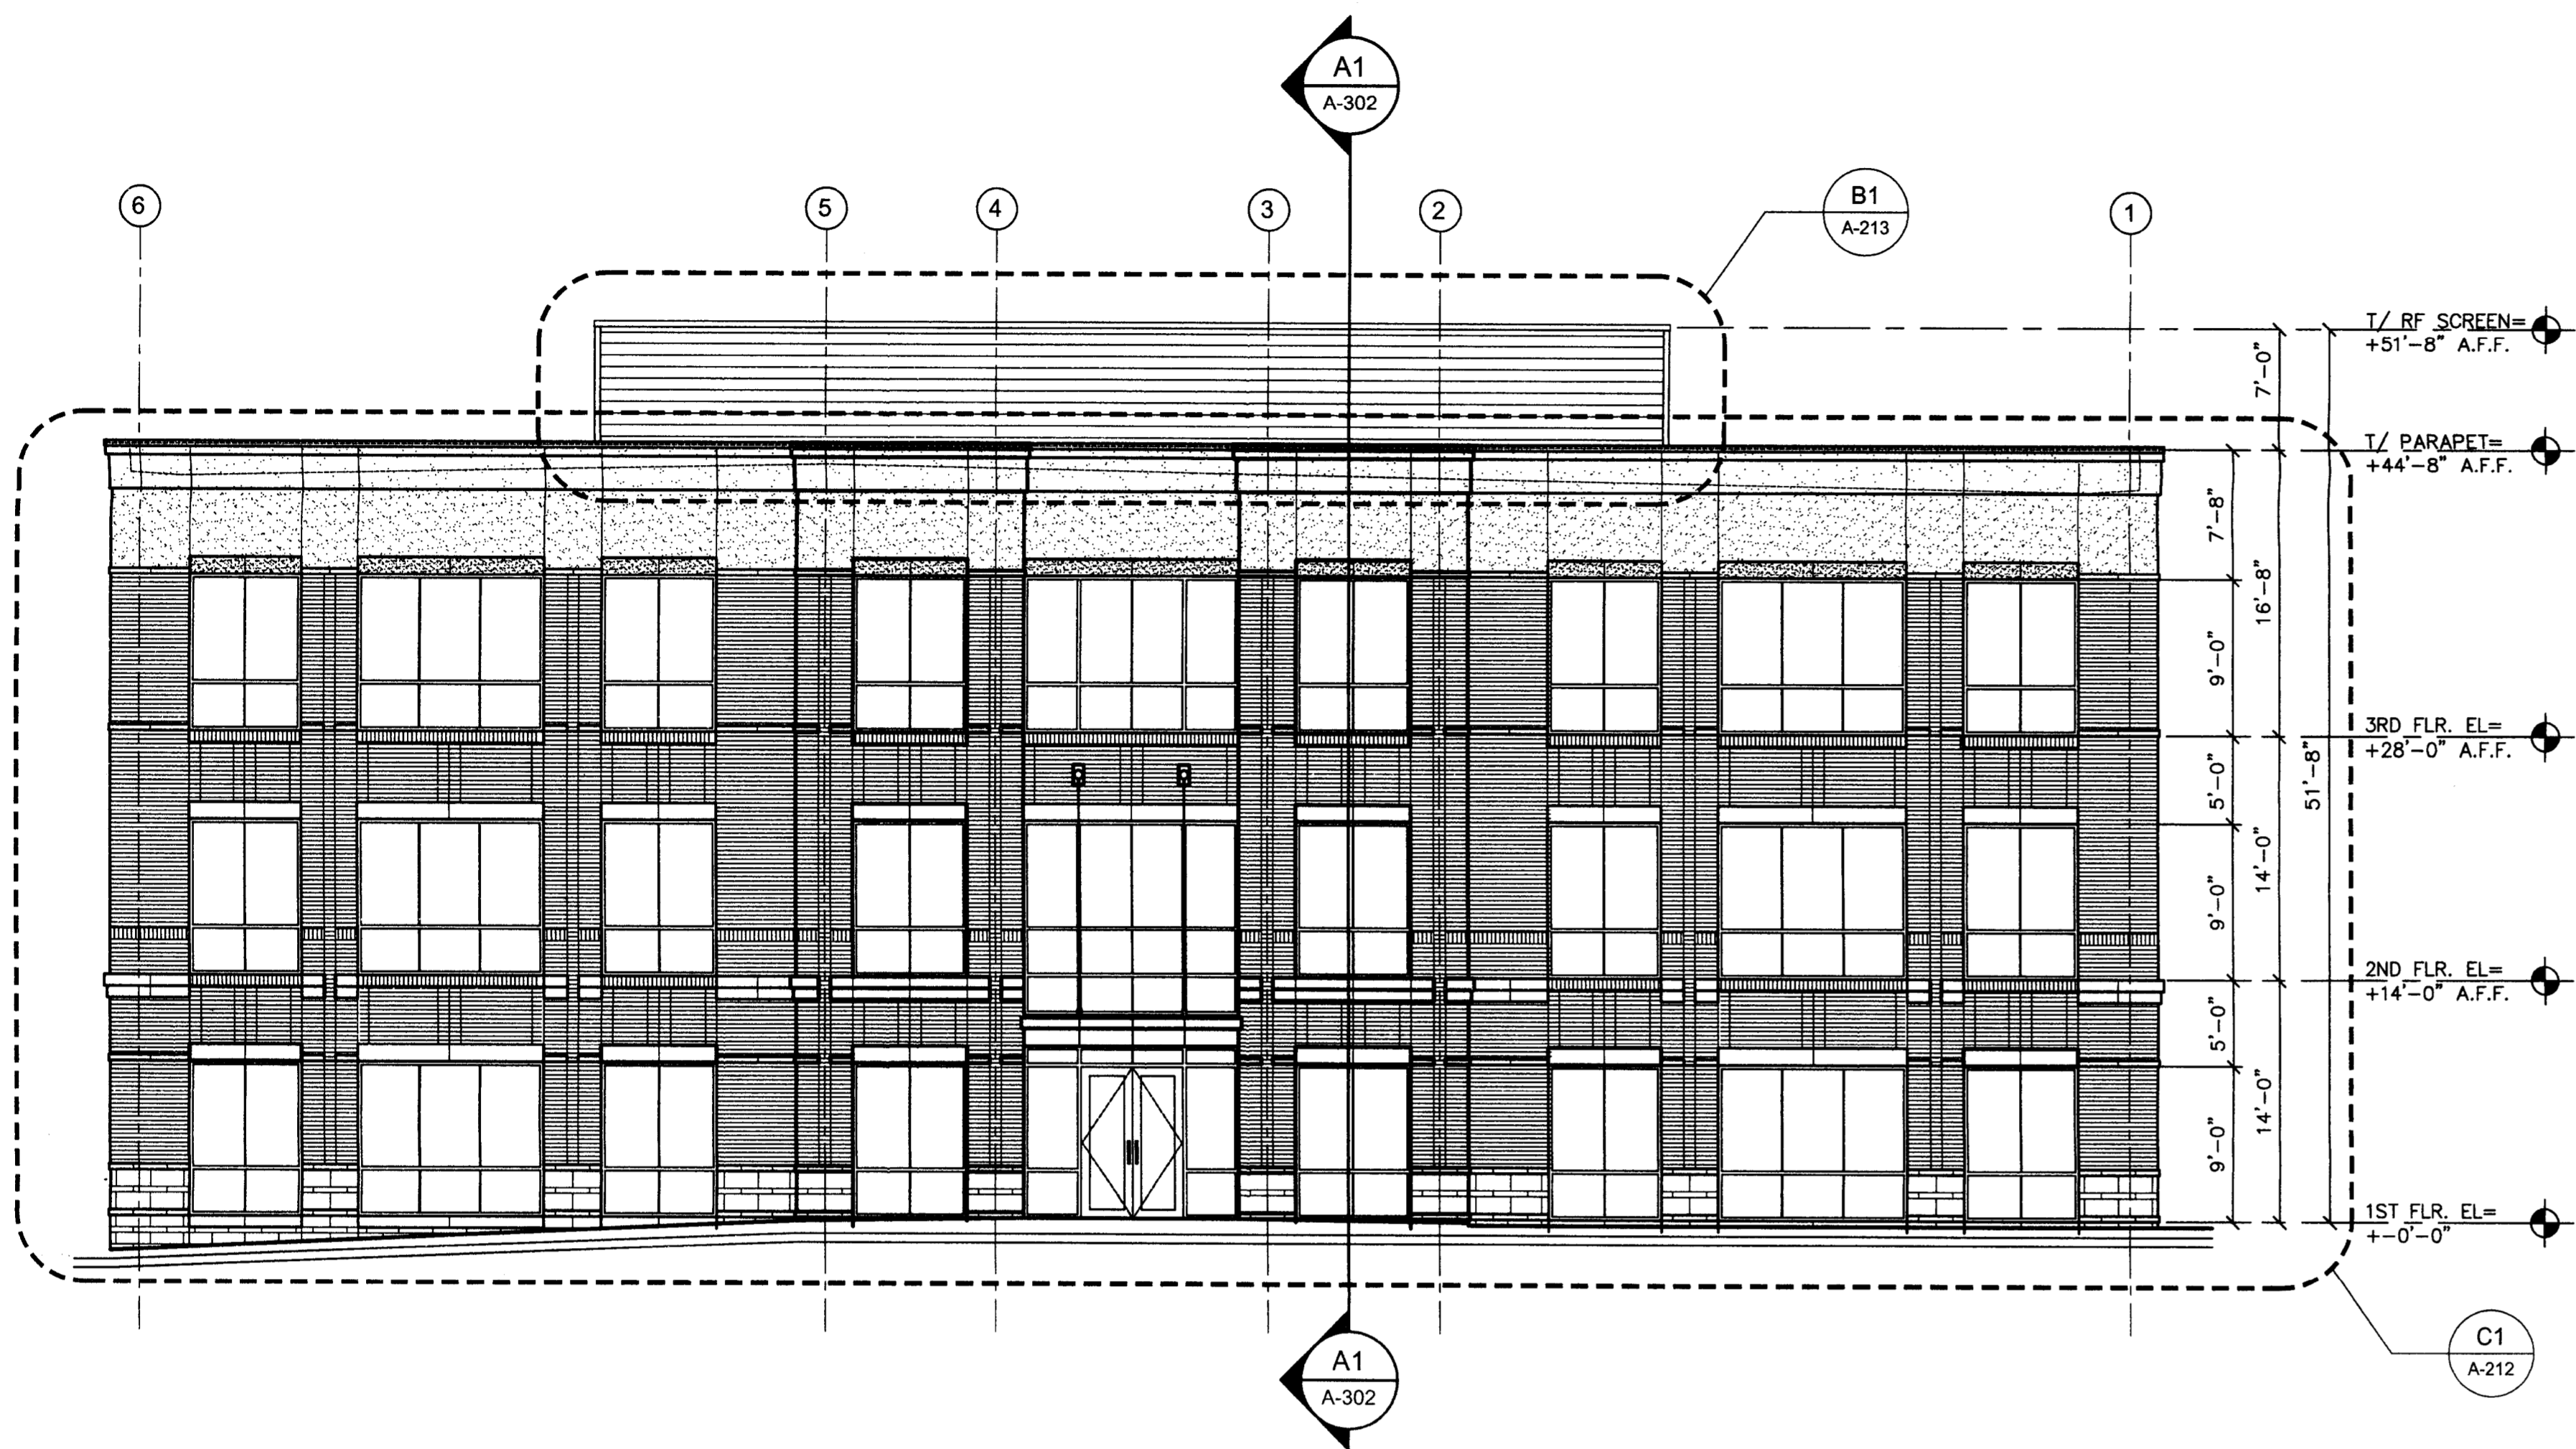 A1
A-302
6
5
4
3
2
1
B1
A-213
T/ RF SCREEN=
+51'-8" A.F.F.
7'-0"
T/ PARAPET=
+44'-8" A.F.F.
7'-8"
16'-8"
9'-0"
3RD FLR. EL=
+28'-0" A.F.F.
5'-0"
51'-8"
14'-0"
9'-0"
2ND FLR. EL=
+14'-0" A.F.F.
5'-0"
14'-0"
9'-0"
1ST FLR. EL=
+-0'-0"
A1
A-302
C1
A-212